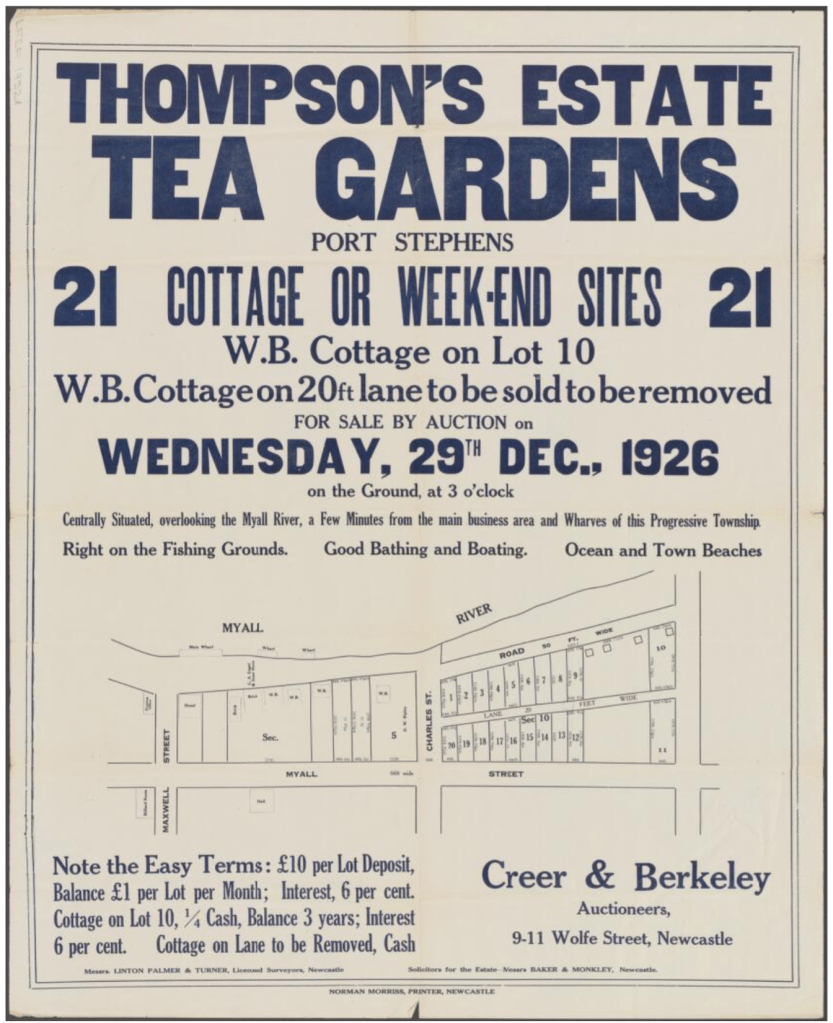 THOMPSON'S ESTATE
TEA GARDENS
PORT STEPHENS
21 COTTAGE OR WEEK-END SITES 21
W.B. Cottage on Lot 10
W.B. Cottage on 20ft lane to be sold to be removed
FOR SALE BY AUCTION on
WEDNESDAY, 29TH DEC., 1926
on the Ground, at 3 o'clock
Centrally Situated, overlooking the Myall River, a Few Minutes from the main business area and Wharves of this Progressive Township.
Right on the Fishing Grounds. Good Bathing and Boating. Ocean and Town Beaches
MYALL RIVER
Main Wharf Wharf Wharf
ROAD 50 FT. WIDE
10
1 2 3 4 5 6 7 8 9
W.B. W.B. W.B. W.B.
LANE 20 FEET WIDE
Sec 10
Sec. 5
20 19 18 17 16 15 14 13 12
11
CHARLES ST.
MYALL 66ft wide STREET
MAXWELL STREET
Hall
Note the Easy Terms: £10 per Lot Deposit,
Balance £1 per Lot per Month; Interest, 6 per cent.
Cottage on Lot 10, ¼ Cash, Balance 3 years; Interest
6 per cent. Cottage on Lane to be Removed, Cash
Creer & Berkeley
Auctioneers,
9-11 Wolfe Street, Newcastle
Messrs. LINTON PALMER & TURNER, Licensed Surveyors, Newcastle
Solicitors for the Estate—Messrs BAKER & MONKLEY, Newcastle.
NORMAN MORRISS, PRINTER, NEWCASTLE